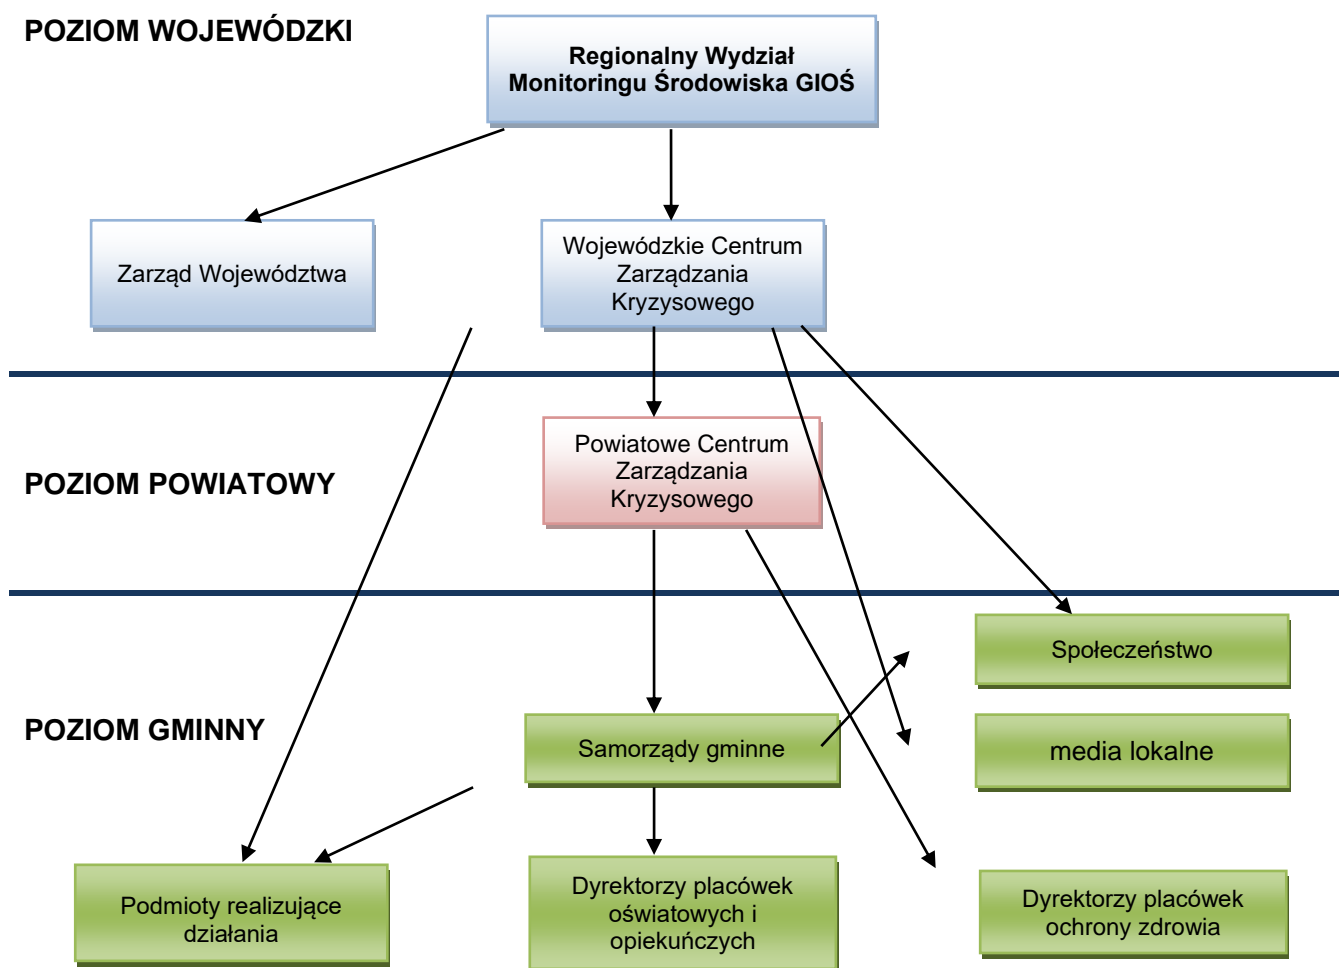 POZIOM WOJEWÓDZKI
Regionalny Wydział
Monitoringu Środowiska GIOŚ
Zarząd Województwa
Wojewódzkie Centrum
Zarządzania
Kryzysowego
POZIOM POWIATOWY
Powiatowe Centrum
Zarządzania
Kryzysowego
Społeczeństwo
POZIOM GMINNY
Samorządy gminne
media lokalne
Podmioty realizujące
działania
Dyrektorzy placówek
oświatowych i
opiekuńczych
Dyrektorzy placówek
ochrony zdrowia